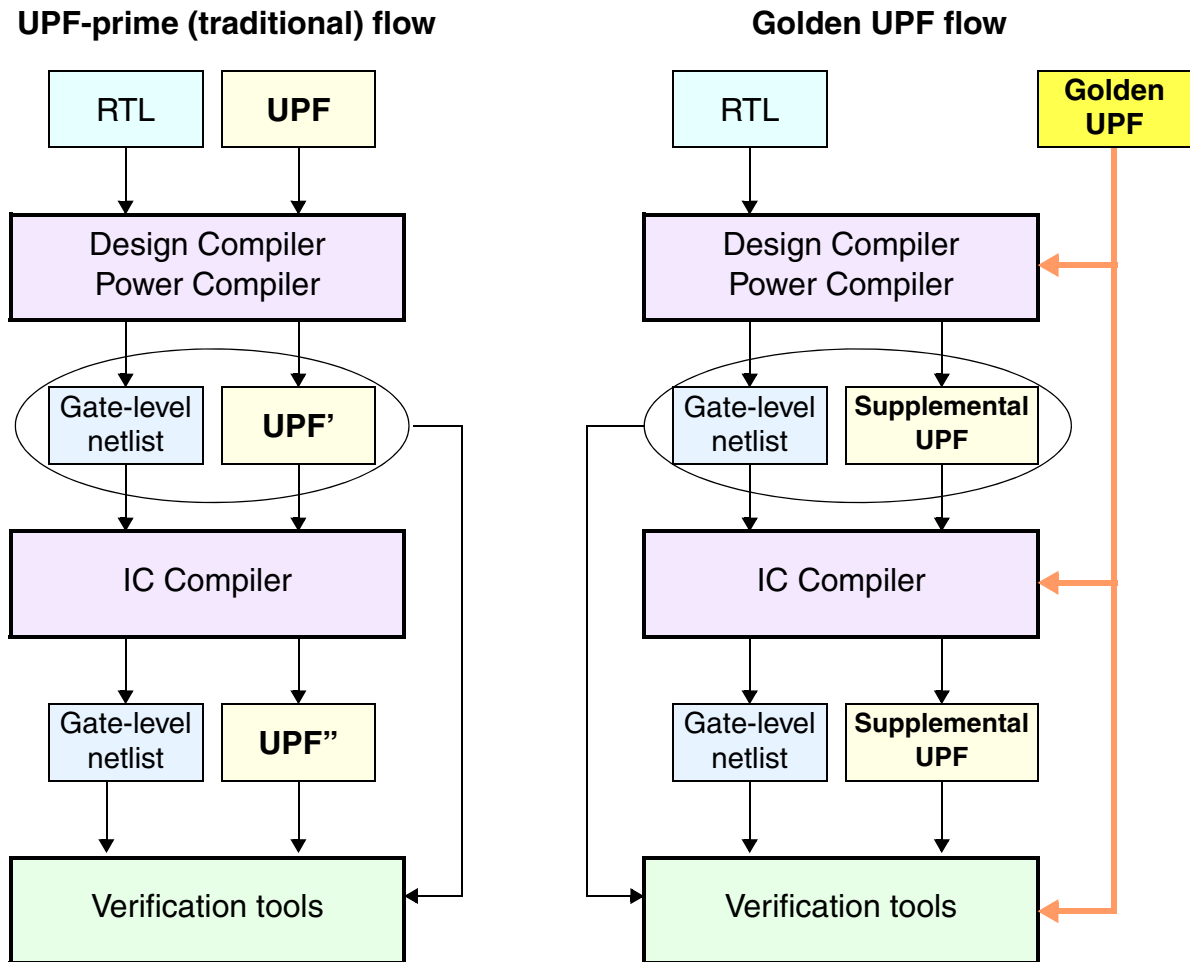 UPF-prime (traditional) flow
RTL
UPF
Design Compiler
Power Compiler
Gate-level
netlist
UPF’
IC Compiler
Gate-level
netlist
UPF’’
Verification tools
Golden UPF flow
RTL
Golden
UPF
Design Compiler
Power Compiler
Gate-level
netlist
Supplemental
UPF
IC Compiler
Gate-level
netlist
Supplemental
UPF
Verification tools